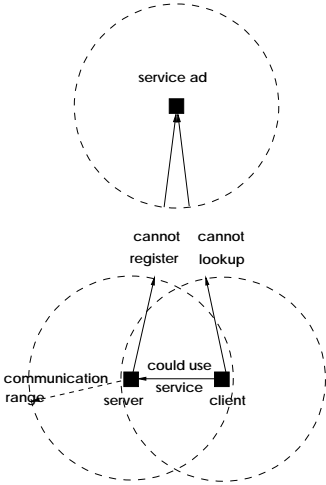 service ad
cannot cannot
register lookup
could use
communication service
range server client